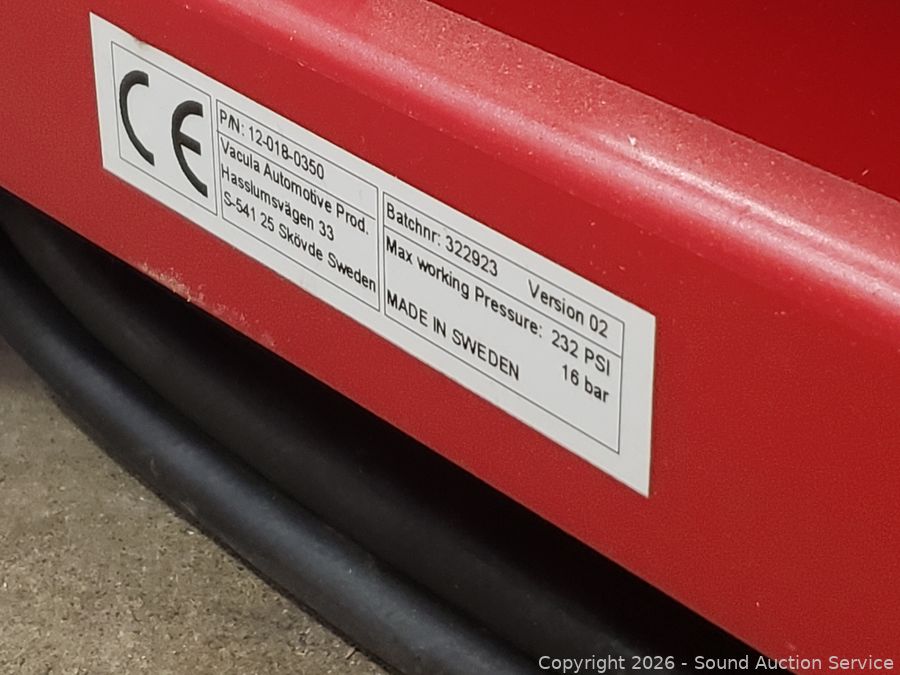 CE
P/N: 12-018-0350
Vacula Automotive Prod.
Hasslumsvägen 33
S-541 25 Skövde Sweden
Batchnr: 322923 Version 02
Max working Pressure: 232 PSI
16 bar
MADE IN SWEDEN
Copyright © 2026 - Sound Auction Service